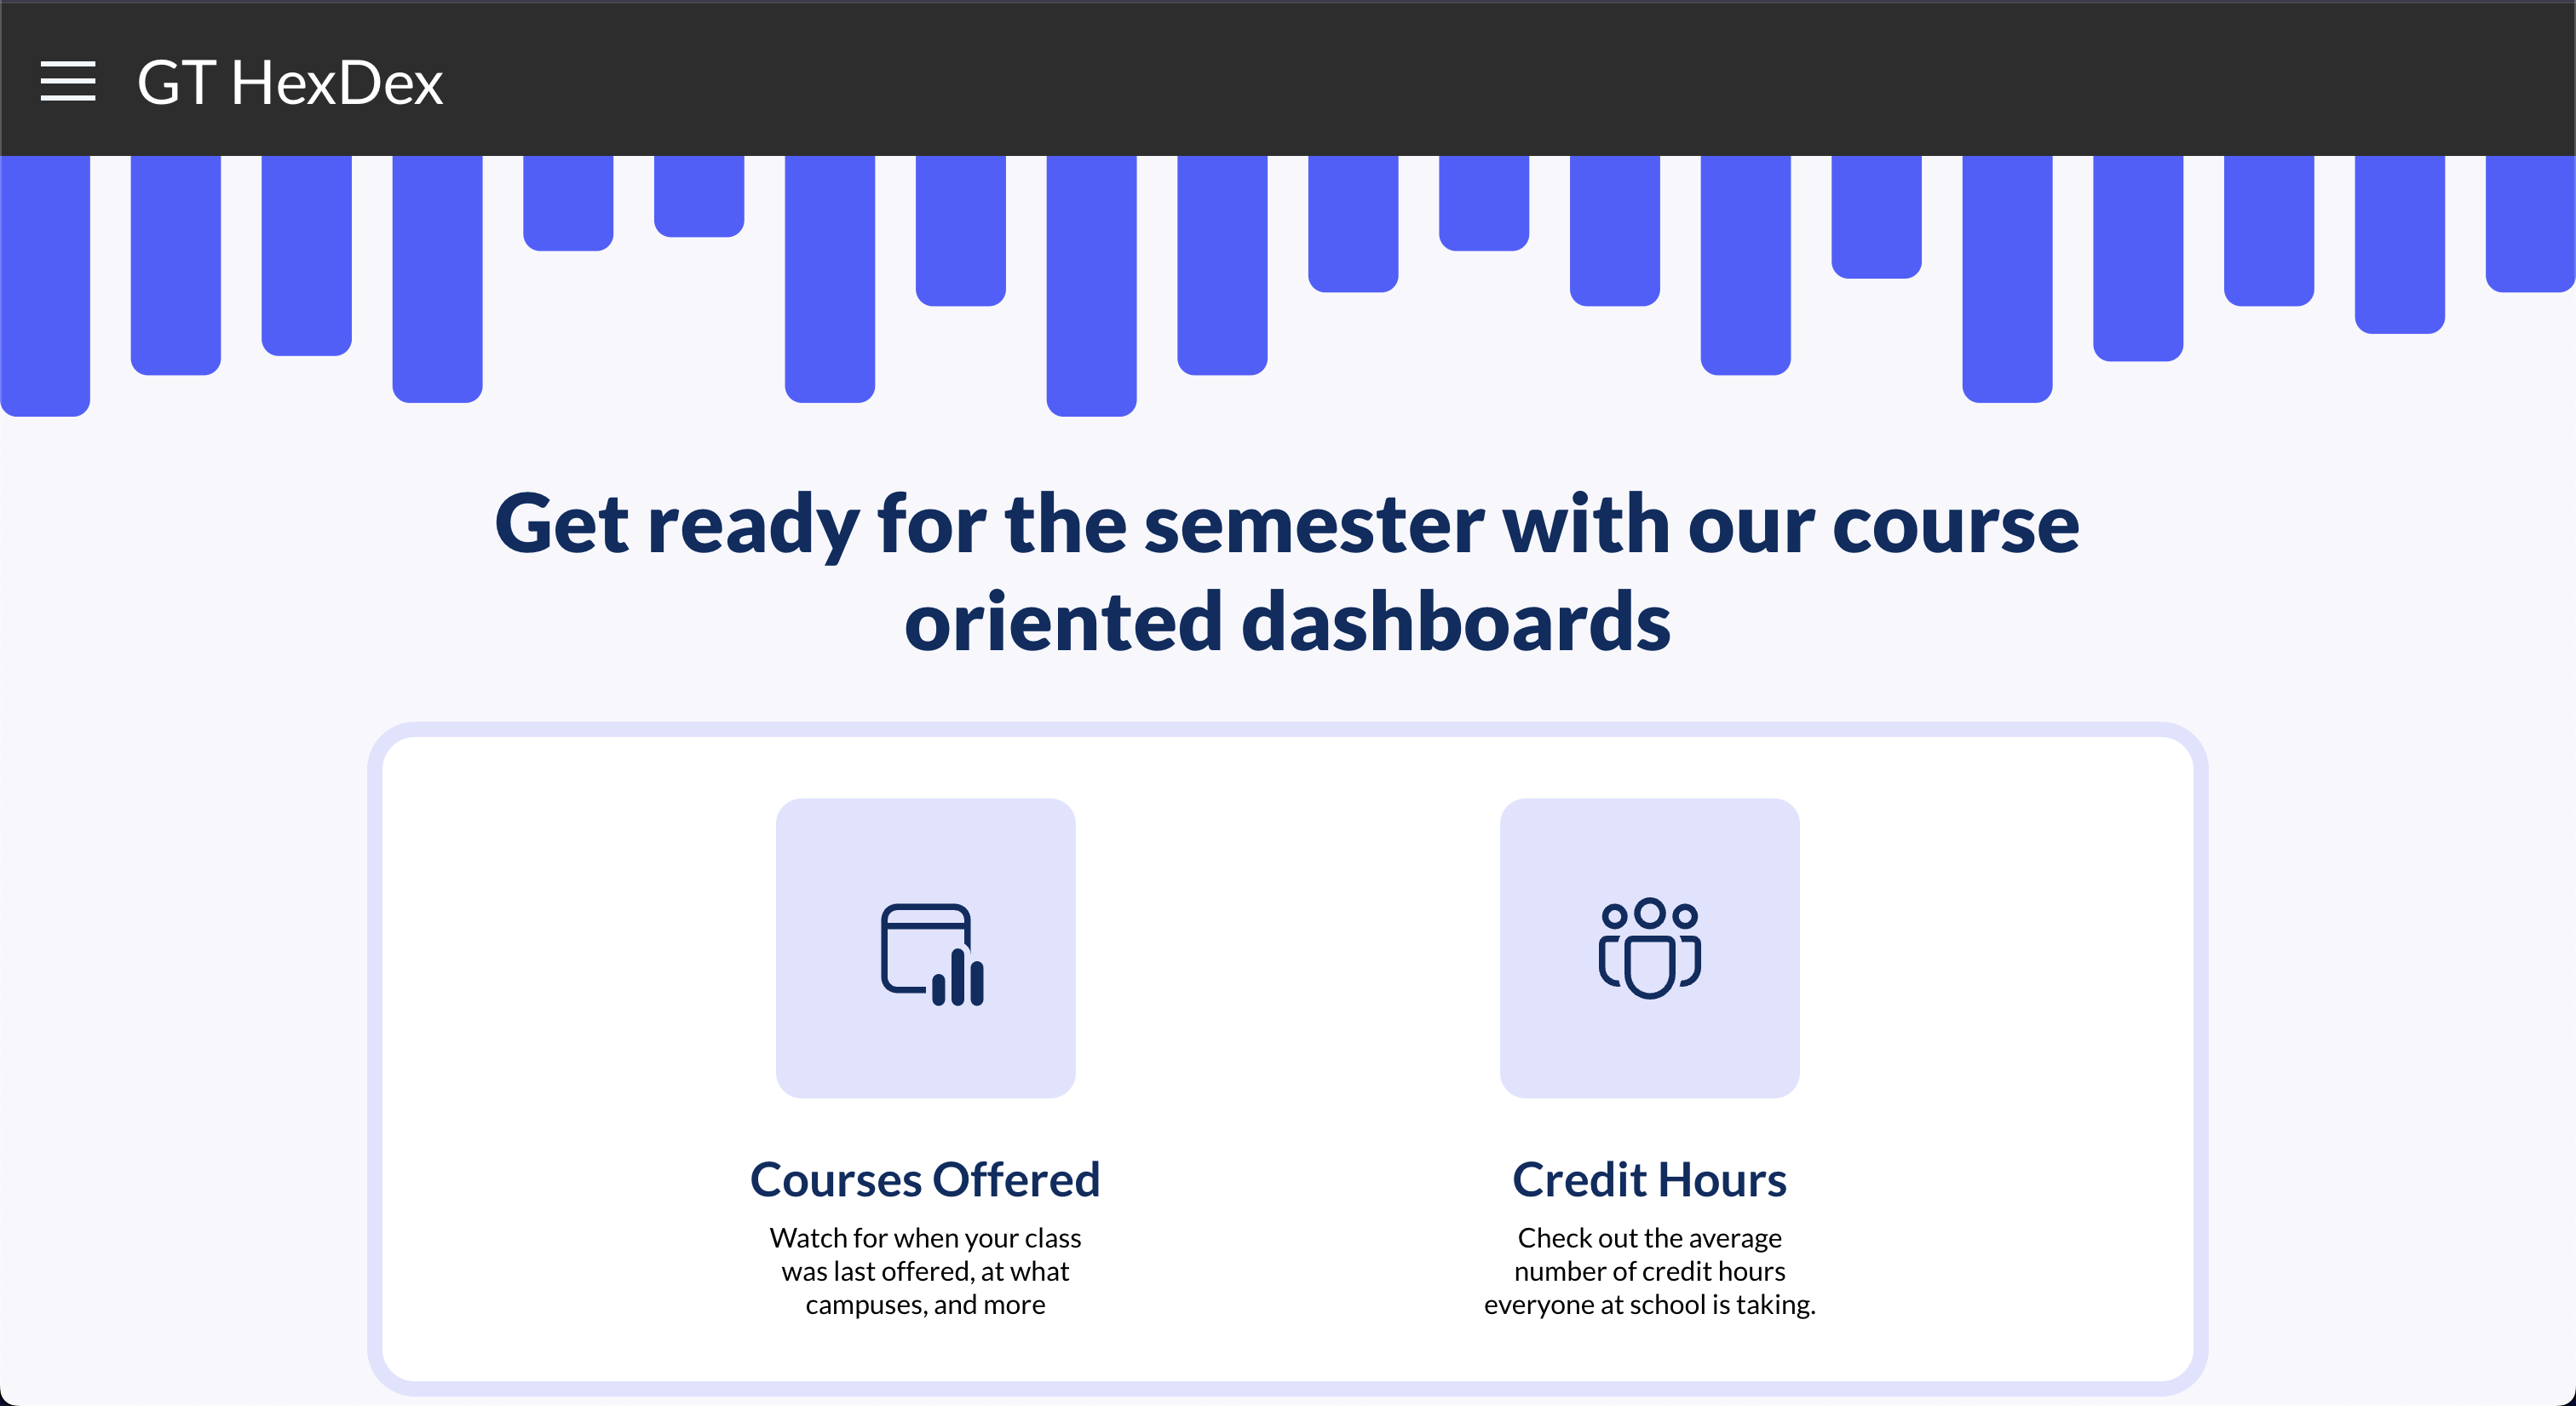 GT HexDex
Get ready for the semester with our course
oriented dashboards
Courses Offered
Watch for when your class
was last offered, at what
campuses, and more
Credit Hours
Check out the average
number of credit hours
everyone at school is taking.